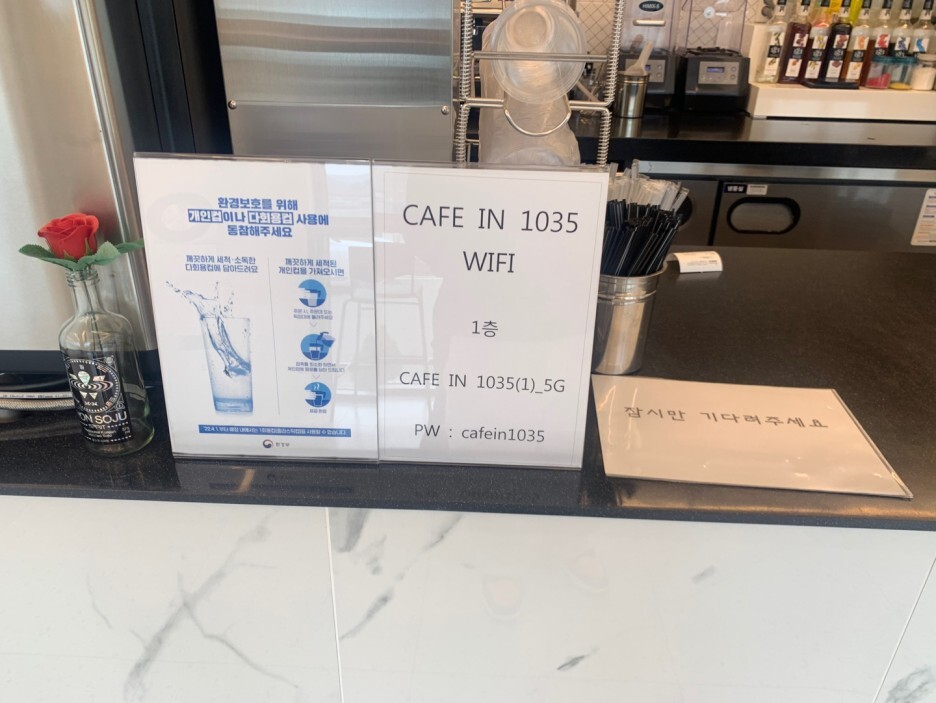 환경보호를 위해
개인컵이나 다회용컵 사용에
동참해주세요
깨끗하게 세척·소독한
다회용컵에 담아드려요
깨끗하게 세척된
개인컵을 가져오시면
환경부
CAFE IN 1035
WIFI
1층
CAFE IN 1035(1)_5G
PW : cafein1035
잠시만 기다려주세요
SOJU